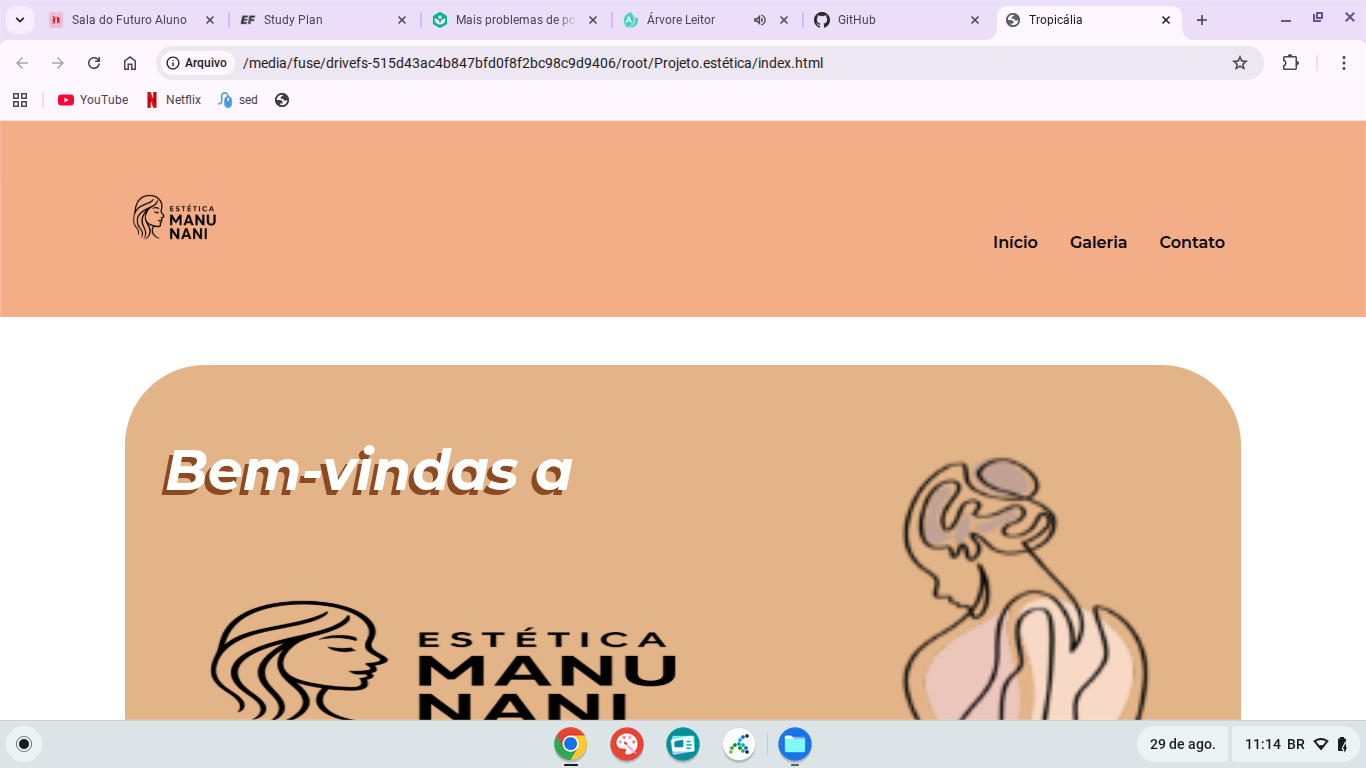 Sala do Futuro Aluno
EF Study Plan
Mais problemas de po
Árvore Leitor
GitHub
Tropicália
Arquivo
/media/fuse/drivefs-515d43ac4b847bfd0f8f2bc98c9d9406/root/Projeto.estética/index.html
YouTube
Netflix
sed
ESTÉTICA
MANU
NANI
Início
Galeria
Contato
Bem-vindas a
ESTÉTICA
MANU
NANI
29 de ago.
11:14 BR